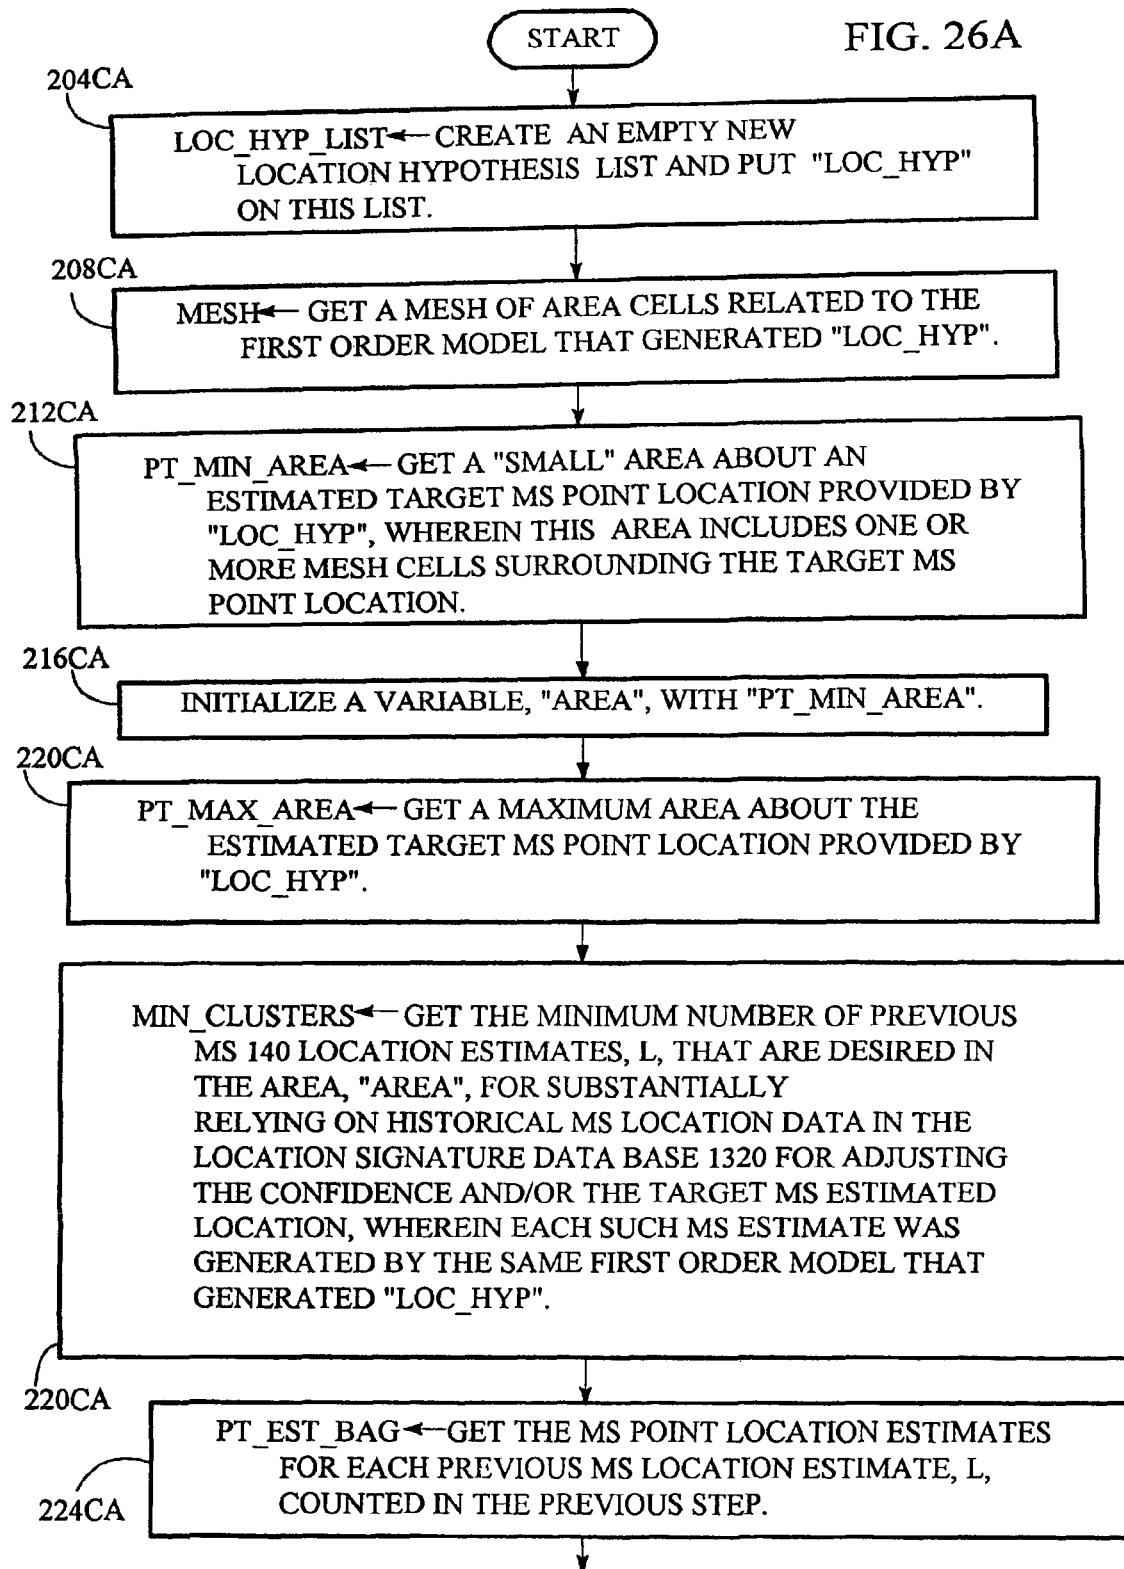 START
FIG. 26A
204CA
LOC_HYP_LIST← CREATE AN EMPTY NEW
LOCATION HYPOTHESIS LIST AND PUT "LOC_HYP"
ON THIS LIST.
208CA
MESH← GET A MESH OF AREA CELLS RELATED TO THE
FIRST ORDER MODEL THAT GENERATED "LOC_HYP".
212CA
PT_MIN_AREA← GET A "SMALL" AREA ABOUT AN
ESTIMATED TARGET MS POINT LOCATION PROVIDED BY
"LOC_HYP", WHEREIN THIS AREA INCLUDES ONE OR
MORE MESH CELLS SURROUNDING THE TARGET MS
POINT LOCATION.
216CA
INITIALIZE A VARIABLE, "AREA", WITH "PT_MIN_AREA".
220CA
PT_MAX_AREA← GET A MAXIMUM AREA ABOUT THE
ESTIMATED TARGET MS POINT LOCATION PROVIDED BY
"LOC_HYP".
MIN_CLUSTERS← GET THE MINIMUM NUMBER OF PREVIOUS
MS 140 LOCATION ESTIMATES, L, THAT ARE DESIRED IN
THE AREA, "AREA", FOR SUBSTANTIALLY
RELYING ON HISTORICAL MS LOCATION DATA IN THE
LOCATION SIGNATURE DATA BASE 1320 FOR ADJUSTING
THE CONFIDENCE AND/OR THE TARGET MS ESTIMATED
LOCATION, WHEREIN EACH SUCH MS ESTIMATE WAS
GENERATED BY THE SAME FIRST ORDER MODEL THAT
GENERATED "LOC_HYP".
220CA
PT_EST_BAG←GET THE MS POINT LOCATION ESTIMATES
FOR EACH PREVIOUS MS LOCATION ESTIMATE, L,
COUNTED IN THE PREVIOUS STEP.
224CA